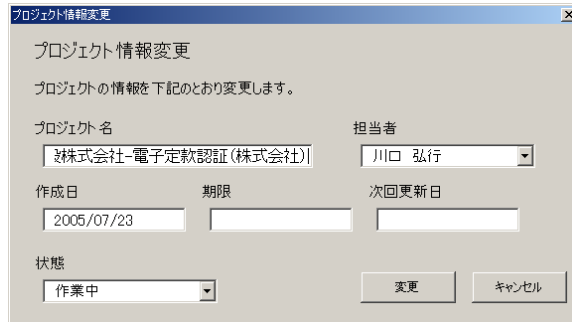 プロジェクト情報変更
プロジェクト情報変更
プロジェクトの情報を下記のとおり変更します。
プロジェクト名
担当者
株式会社-電子定款認証(株式会社)
川口 弘行
作成日
期限
次回更新日
2005/07/23
状態
作業中
変更
キャンセル